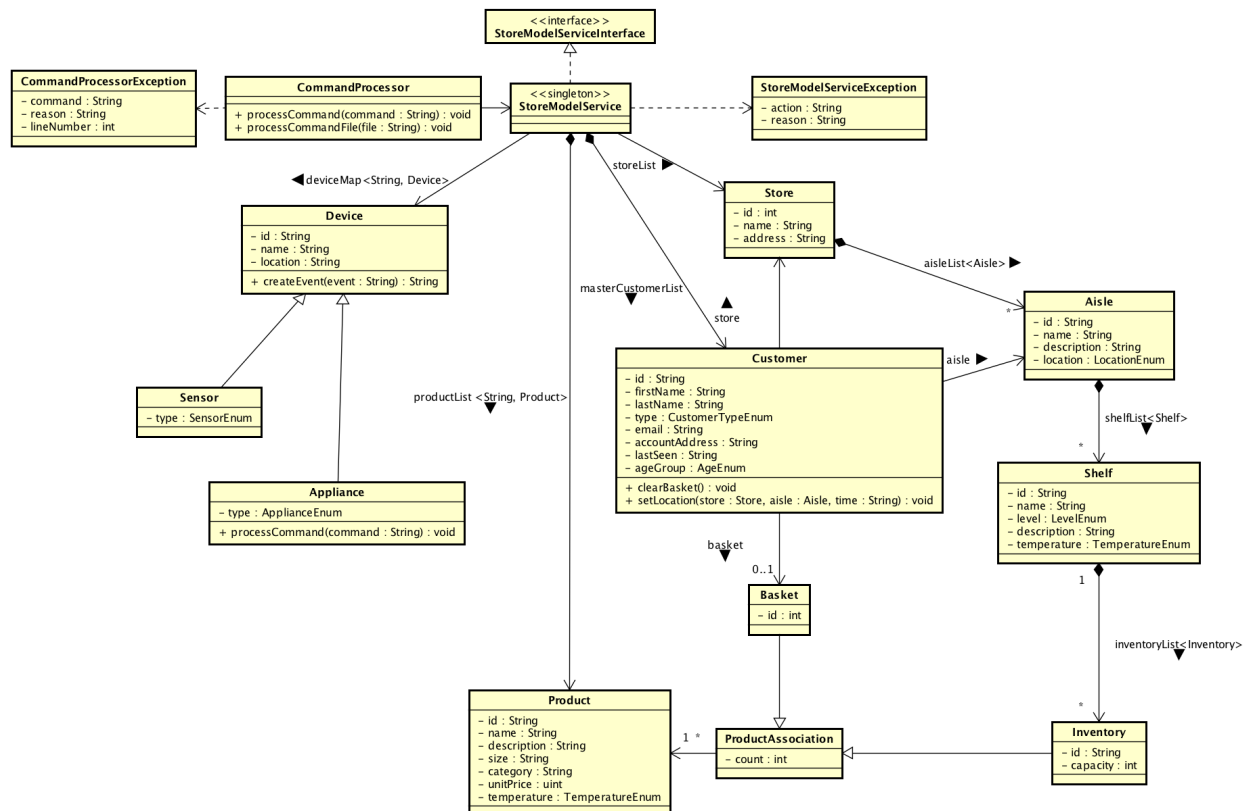 <<interface>>
StoreModelServiceInterface
CommandProcessorException
- command : String
- reason : String
- lineNumber : int
CommandProcessor
+ processCommand(command : String) : void
+ processCommandFile(file : String) : void
<<singleton>>
StoreModelService
StoreModelServiceException
- action : String
- reason : String
deviceMap<String, Device>
storeList
Store
- id : int
- name : String
- address : String
Device
- id : String
- name : String
- location : String
+ createEvent(event : String) : String
aisleList<Aisle>
*
masterCustomerList
store
Aisle
- id : String
- name : String
- description : String
- location : LocationEnum
Customer
- id : String
- firstName : String
- lastName : String
- type : CustomerTypeEnum
- email : String
- accountAddress : String
- lastSeen : String
- ageGroup : AgeEnum
+ clearBasket() : void
+ setLocation(store : Store, aisle : Aisle, time : String) : void
aisle
Sensor
- type : SensorEnum
productList <String, Product>
shelfList<Shelf>
*
Shelf
- id : String
- name : String
- level : LevelEnum
- description : String
- temperature : TemperatureEnum
Appliance
- type : ApplianceEnum
+ processCommand(command : String) : void
basket
0..1
1
Basket
- id : int
inventoryList<Inventory>
*
Product
- id : String
- name : String
- description : String
- size : String
- category : String
- unitPrice : uint
- temperature : TemperatureEnum
1 *
ProductAssociation
- count : int
Inventory
- id : String
- capacity : int